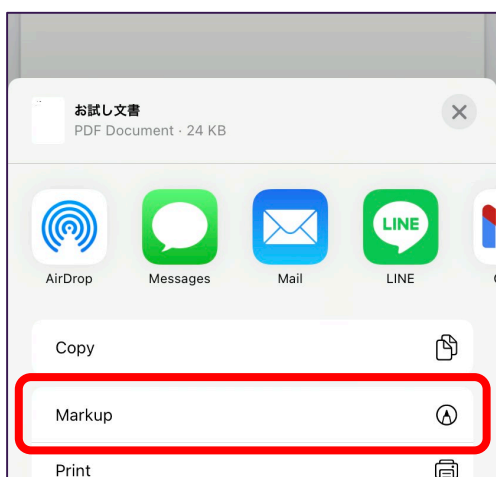 お試し文書
PDF Document · 24 KB
LINE
AirDrop
Messages
Mail
LINE
Copy
Markup
Print